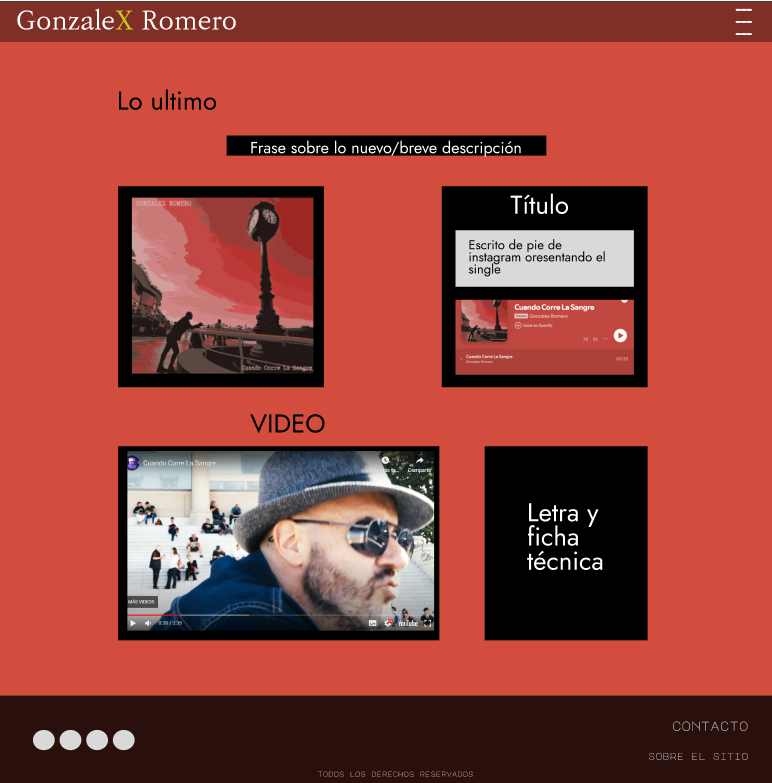 GonzaleX Romero
Lo ultimo
Frase sobre lo nuevo/breve descripción
GONZALEX ROMERO
Cuando Corre La Sangre
Título
Escrito de pie de
instagram oresentando el
single
Cuando Corre La Sangre
Gonzalex Romero
Save on Spotify
Cuando Corre La Sangre
Gonzalex Romero
03:32
VIDEO
Cuando Corre La Sangre
Compartir
MÁS VIDEOS
YouTube
Letra y
ficha
técnica
CONTACTO
SOBRE EL SITIO
TODOS LOS DERECHOS RESERVADOS